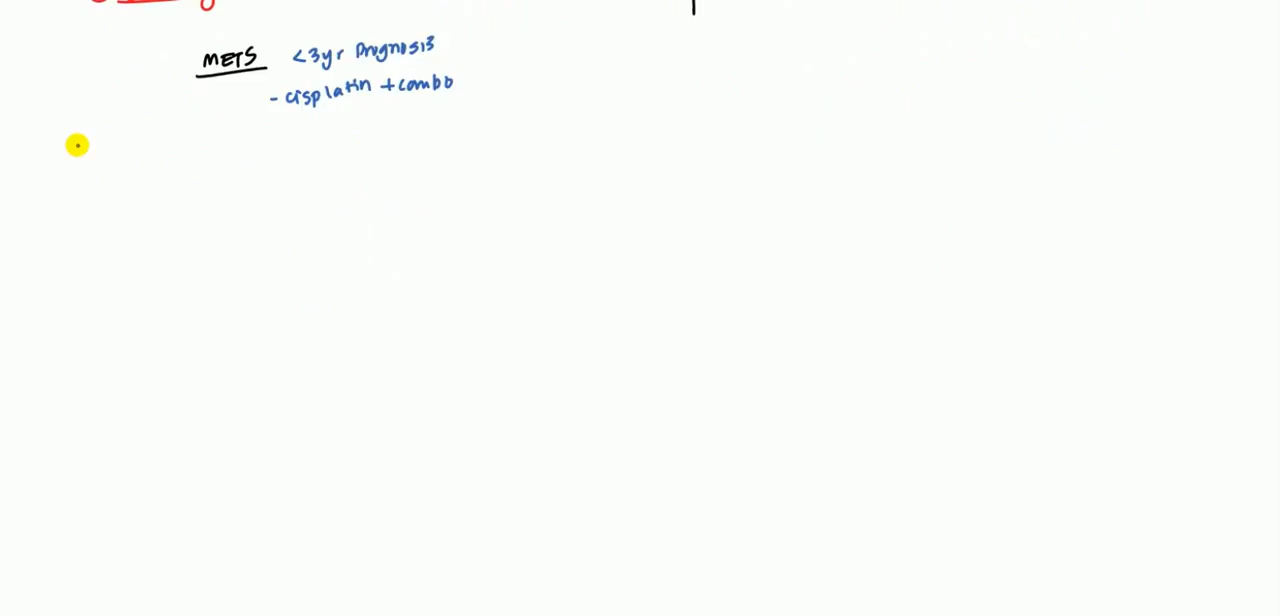 METS <3yr Prognosis
- cisplatin + combo